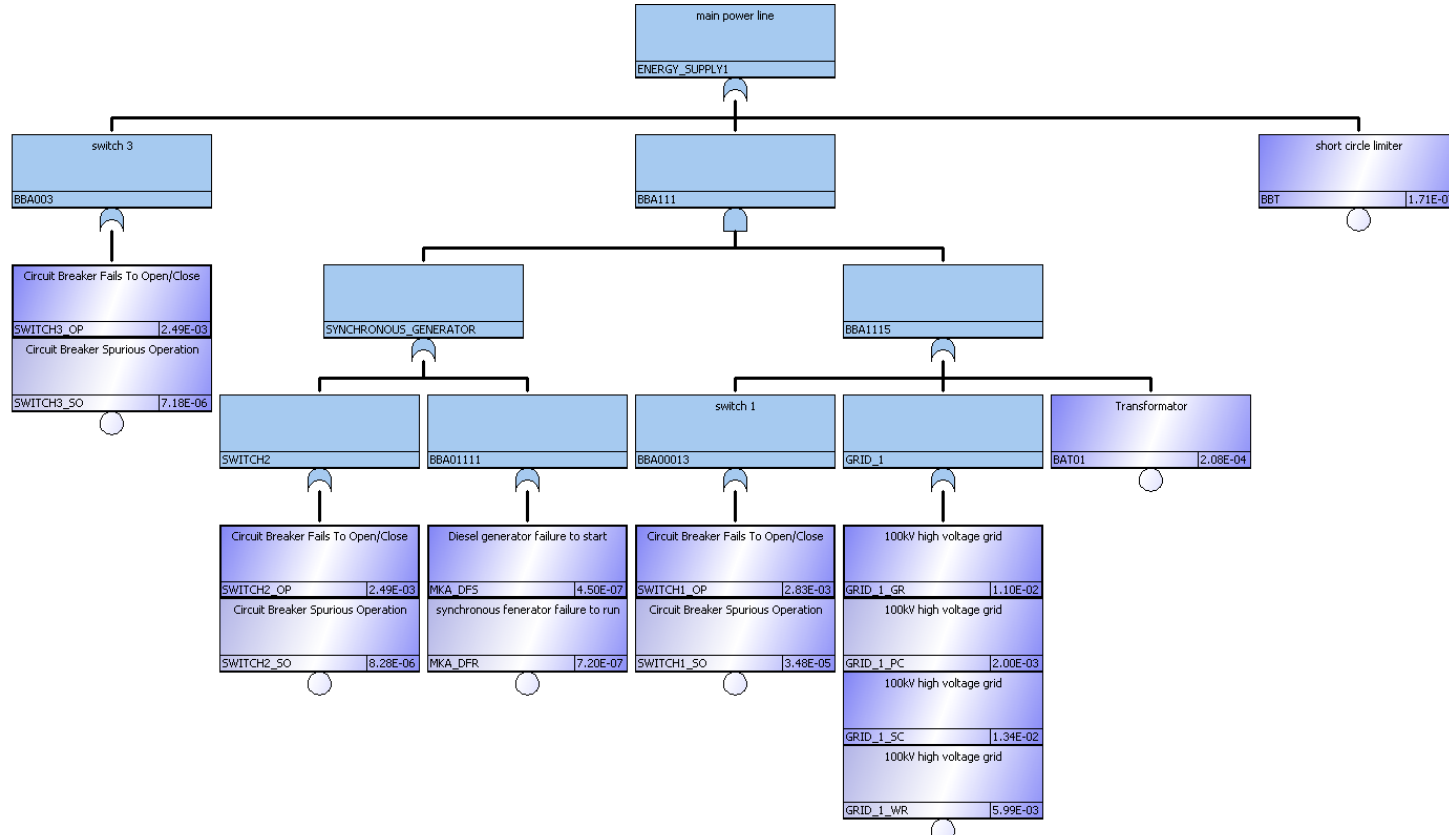 main power line
ENERGY_SUPPLY1
switch 3
BBA003
BBA111
short circle limiter
BBT
Circuit Breaker Fails To Open/Close
SWITCH3_OP 2.49E-03
Circuit Breaker Spurious Operation
SWITCH3_SO 7.18E-06
SYNCHRONOUS_GENERATOR
BBA1115
SWITCH2
BBA01111
switch 1
BBA00013
GRID_1
Transformator
BAT01 2.08E-04
Circuit Breaker Fails To Open/Close
SWITCH2_OP 2.49E-03
Circuit Breaker Spurious Operation
SWITCH2_SO 8.28E-06
Diesel generator failure to start
MKA_DFS 4.50E-07
synchronous fenerator failure to run
MKA_DFR 7.20E-07
Circuit Breaker Fails To Open/Close
SWITCH1_OP 2.83E-03
Circuit Breaker Spurious Operation
SWITCH1_SO 3.48E-05
100kV high voltage grid
GRID_1_GR 1.10E-02
100kV high voltage grid
GRID_1_PC 2.00E-03
100kV high voltage grid
GRID_1_SC 1.34E-02
100kV high voltage grid
GRID_1_WR 5.99E-03